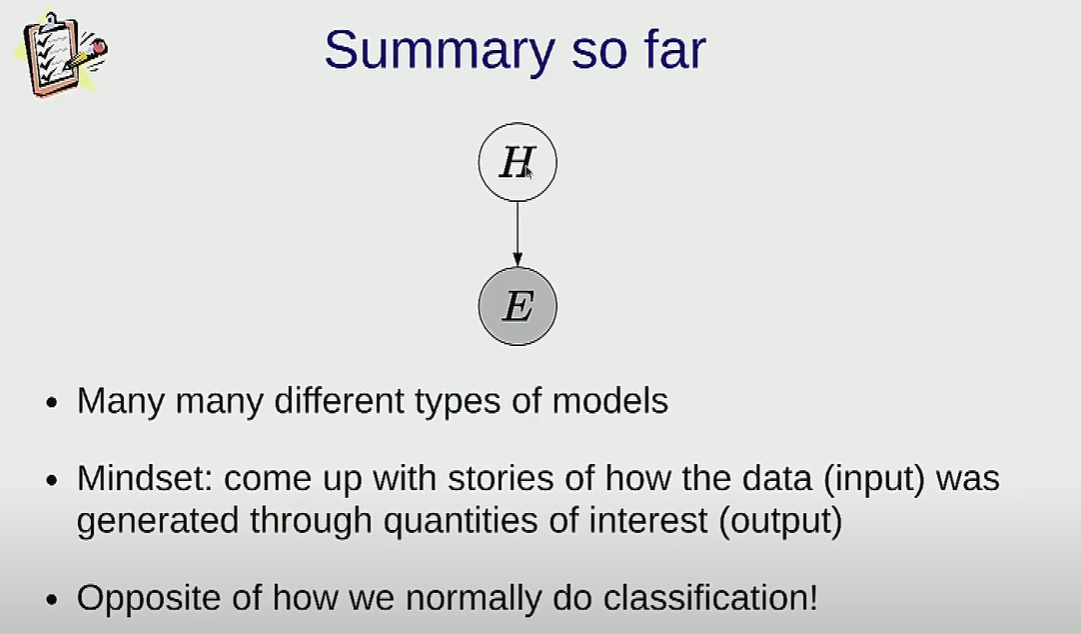 Summary so far
H
E
• Many many different types of models
• Mindset: come up with stories of how the data (input) was
generated through quantities of interest (output)
• Opposite of how we normally do classification!